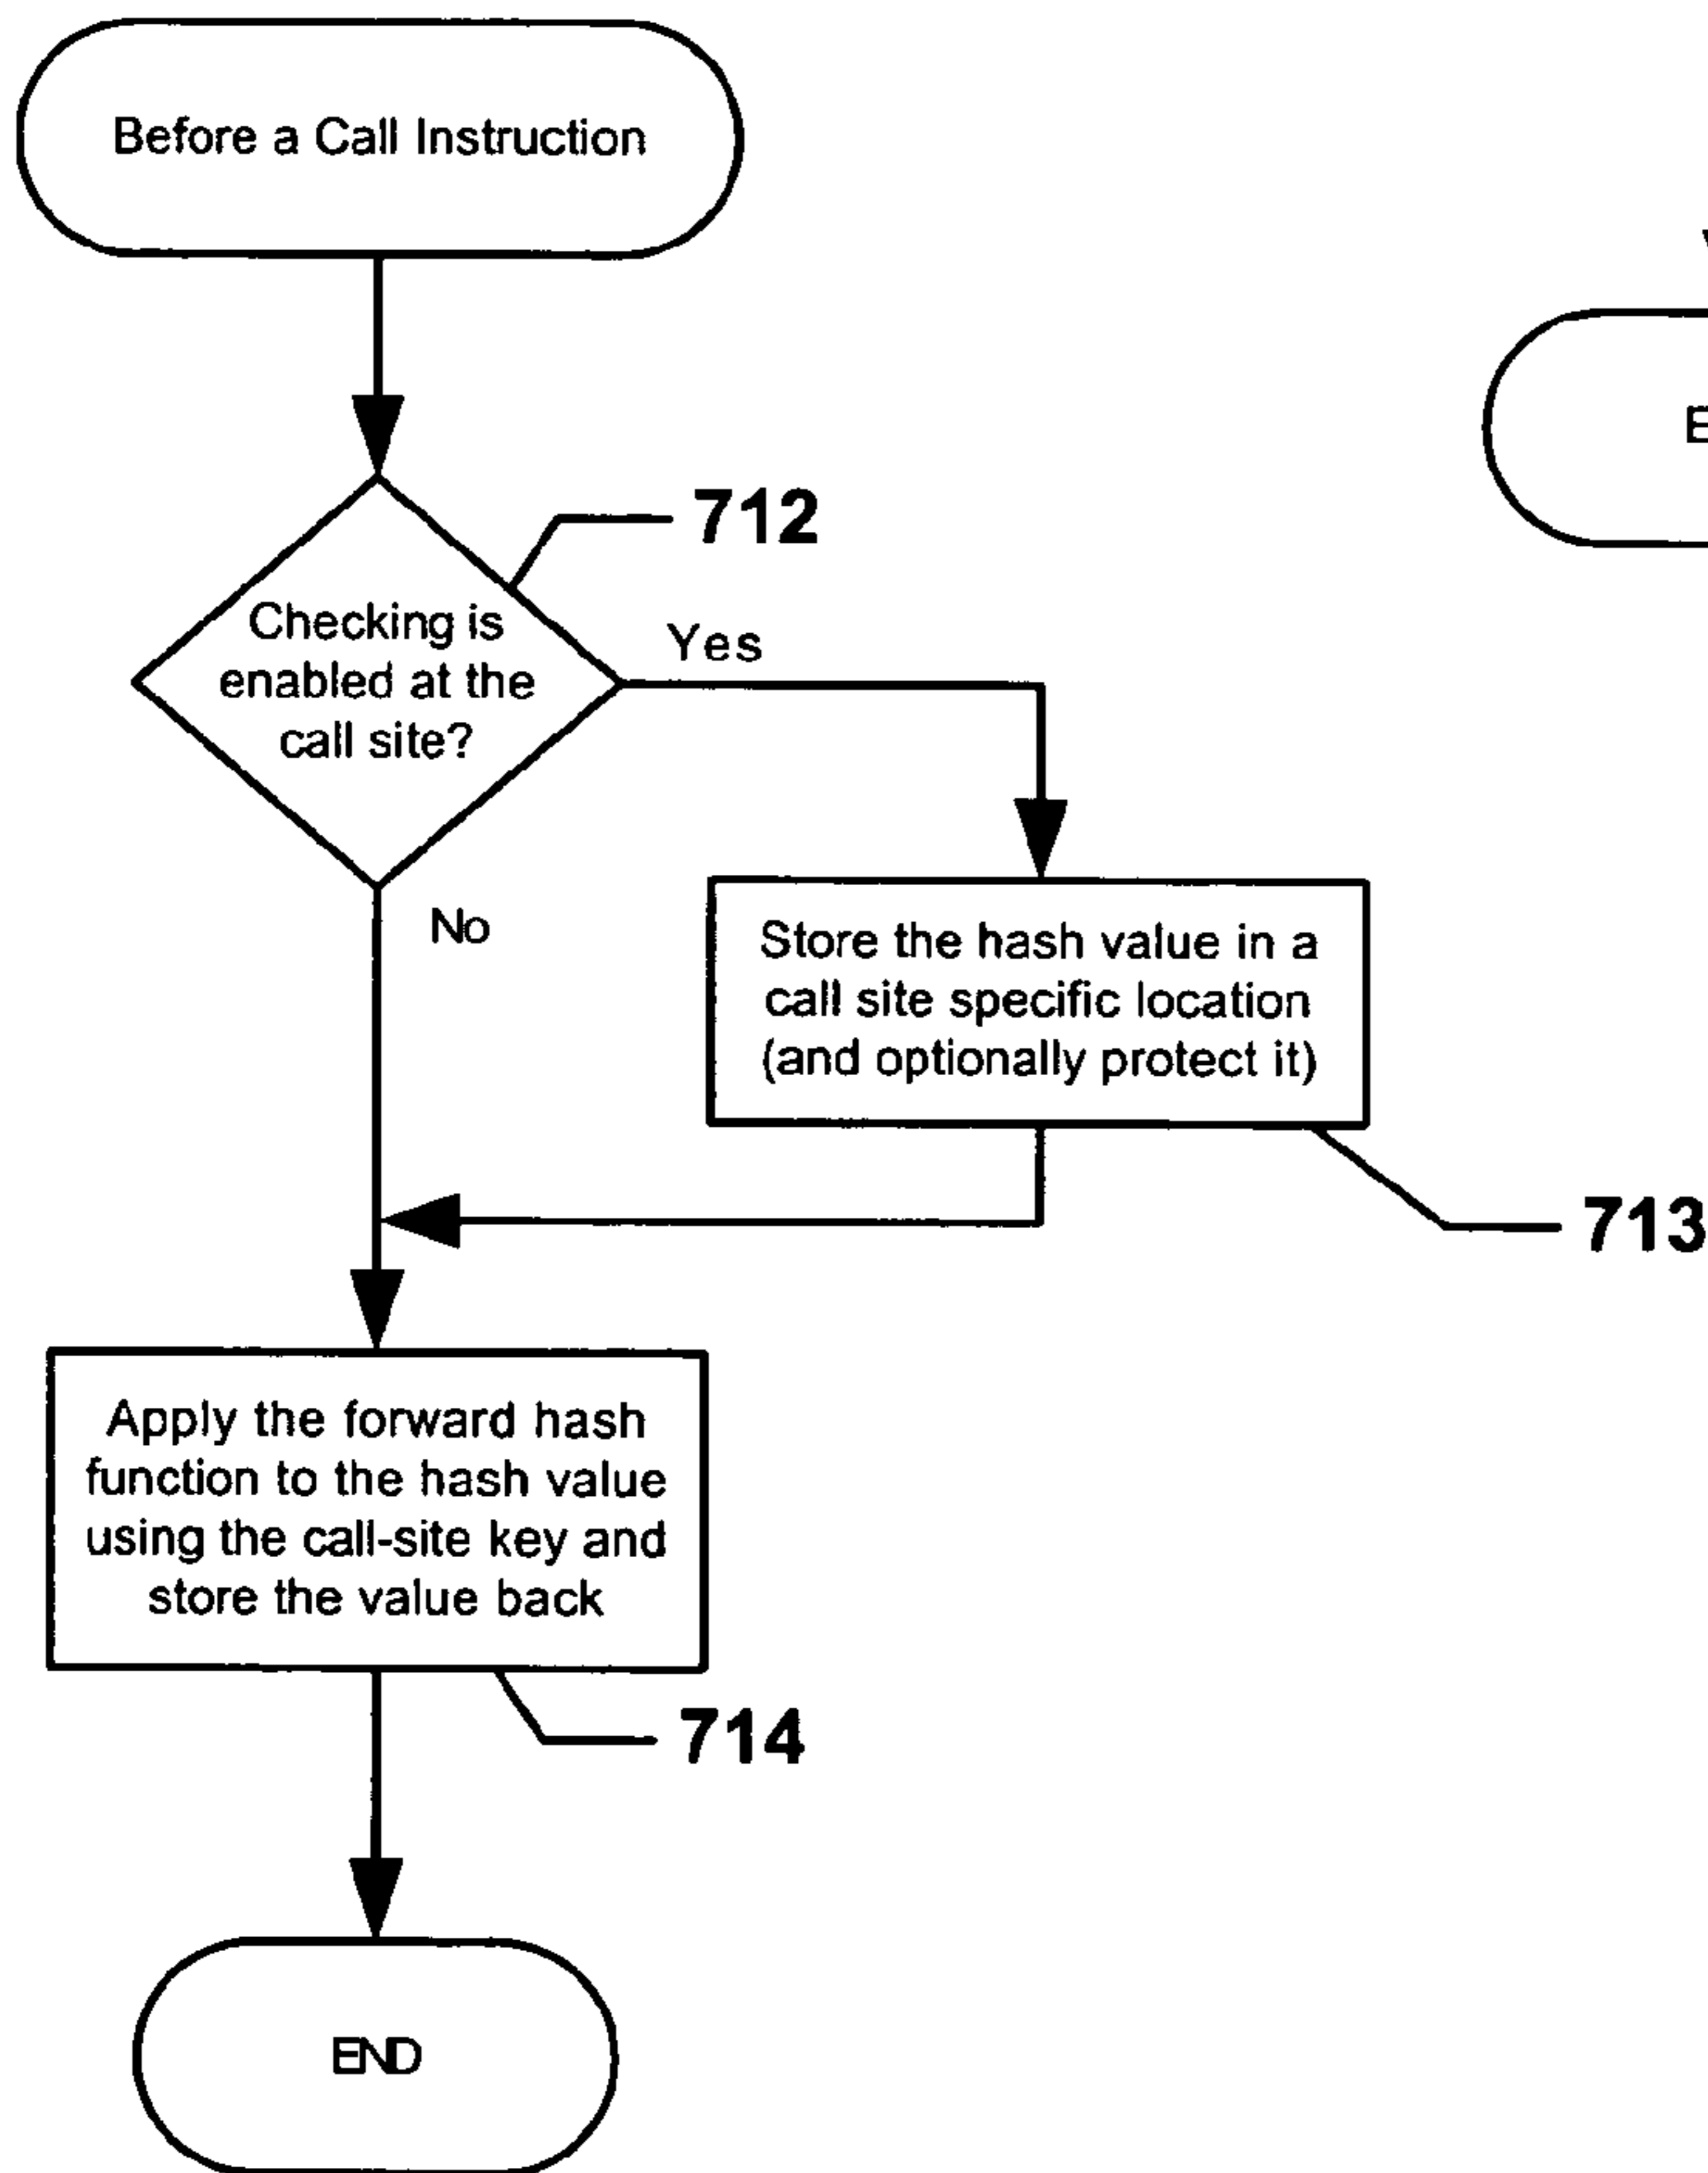 Before a Call Instruction
712
Checking is
enabled at the
call site?
Yes
No
Store the hash value in a
call site specific location
(and optionally protect it)
713
Apply the forward hash
function to the hash value
using the call-site key and
store the value back
714
END